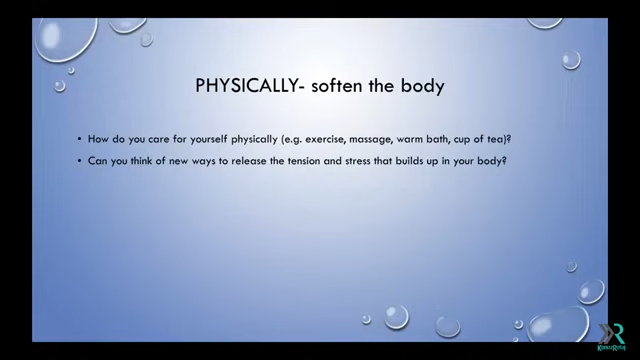 PHYSICALLY- soften the body
• How do you care for yourself physically (e.g. exercise, massage, warm bath, cup of tea)?
• Can you think of new ways to release the tension and stress that builds up in your body?